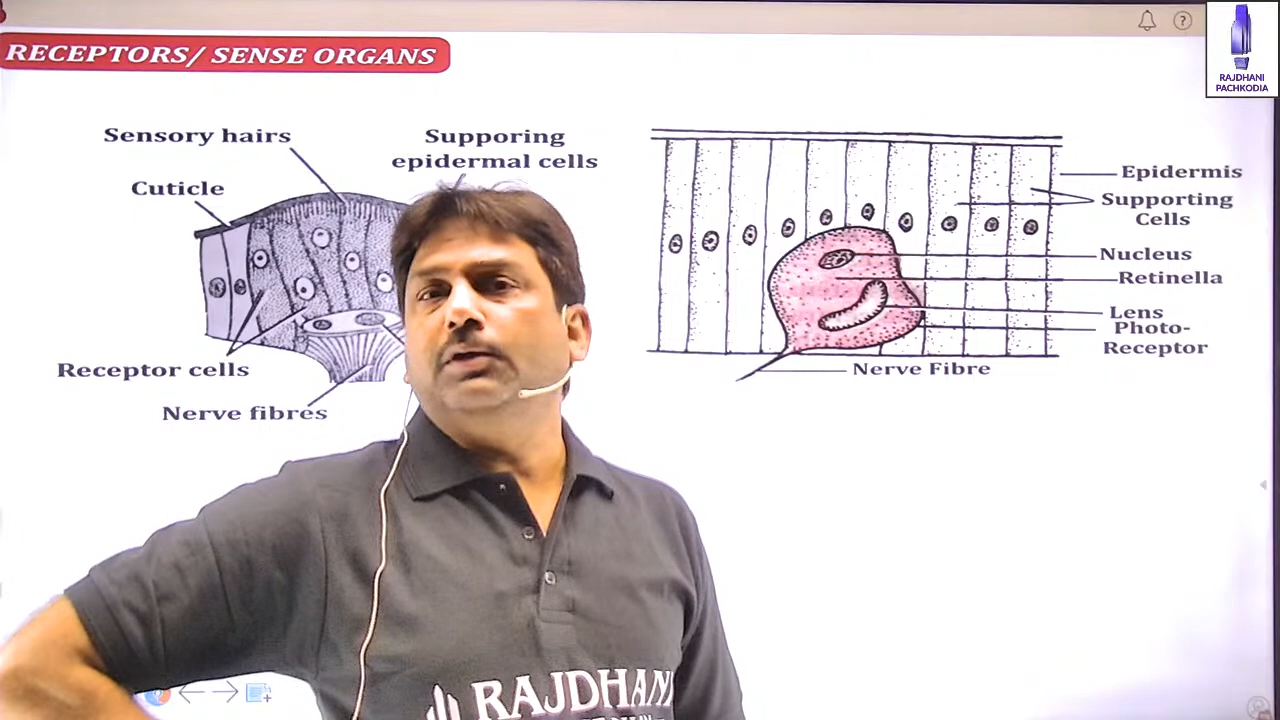 RECEPTORS/ SENSE ORGANS
?
RAJDHANI
PACHKODIA
Sensory hairs
Supporing
epidermal cells
Cuticle
Receptor cells
Nerve fibres
Epidermis
Supporting
Cells
Nucleus
Retinella
Lens
Photo-
Receptor
Nerve Fibre
RAJDHANI